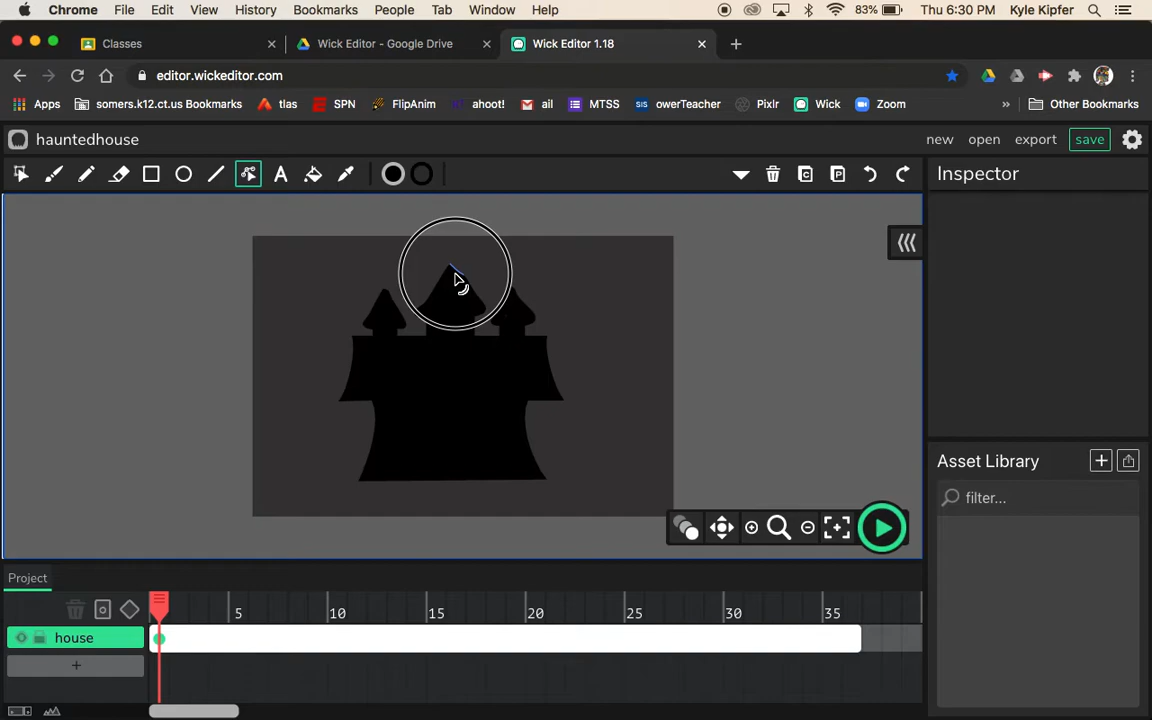 Chrome File Edit View History Bookmarks People Tab Window Help 83% Thu 6:30 PM Kyle Kipfer
Classes Wick Editor - Google Drive Wick Editor 1.18
editor.wickeditor.com
Apps somers.k12.ct.us Bookmarks tlas SPN FlipAnim ahoot! ail MTSS SIS owerTeacher Pixlr Wick Zoom » Other Bookmarks
hauntedhouse new open export save
Inspector
Asset Library
filter...
Project
5 10 15 20 25 30 35
house